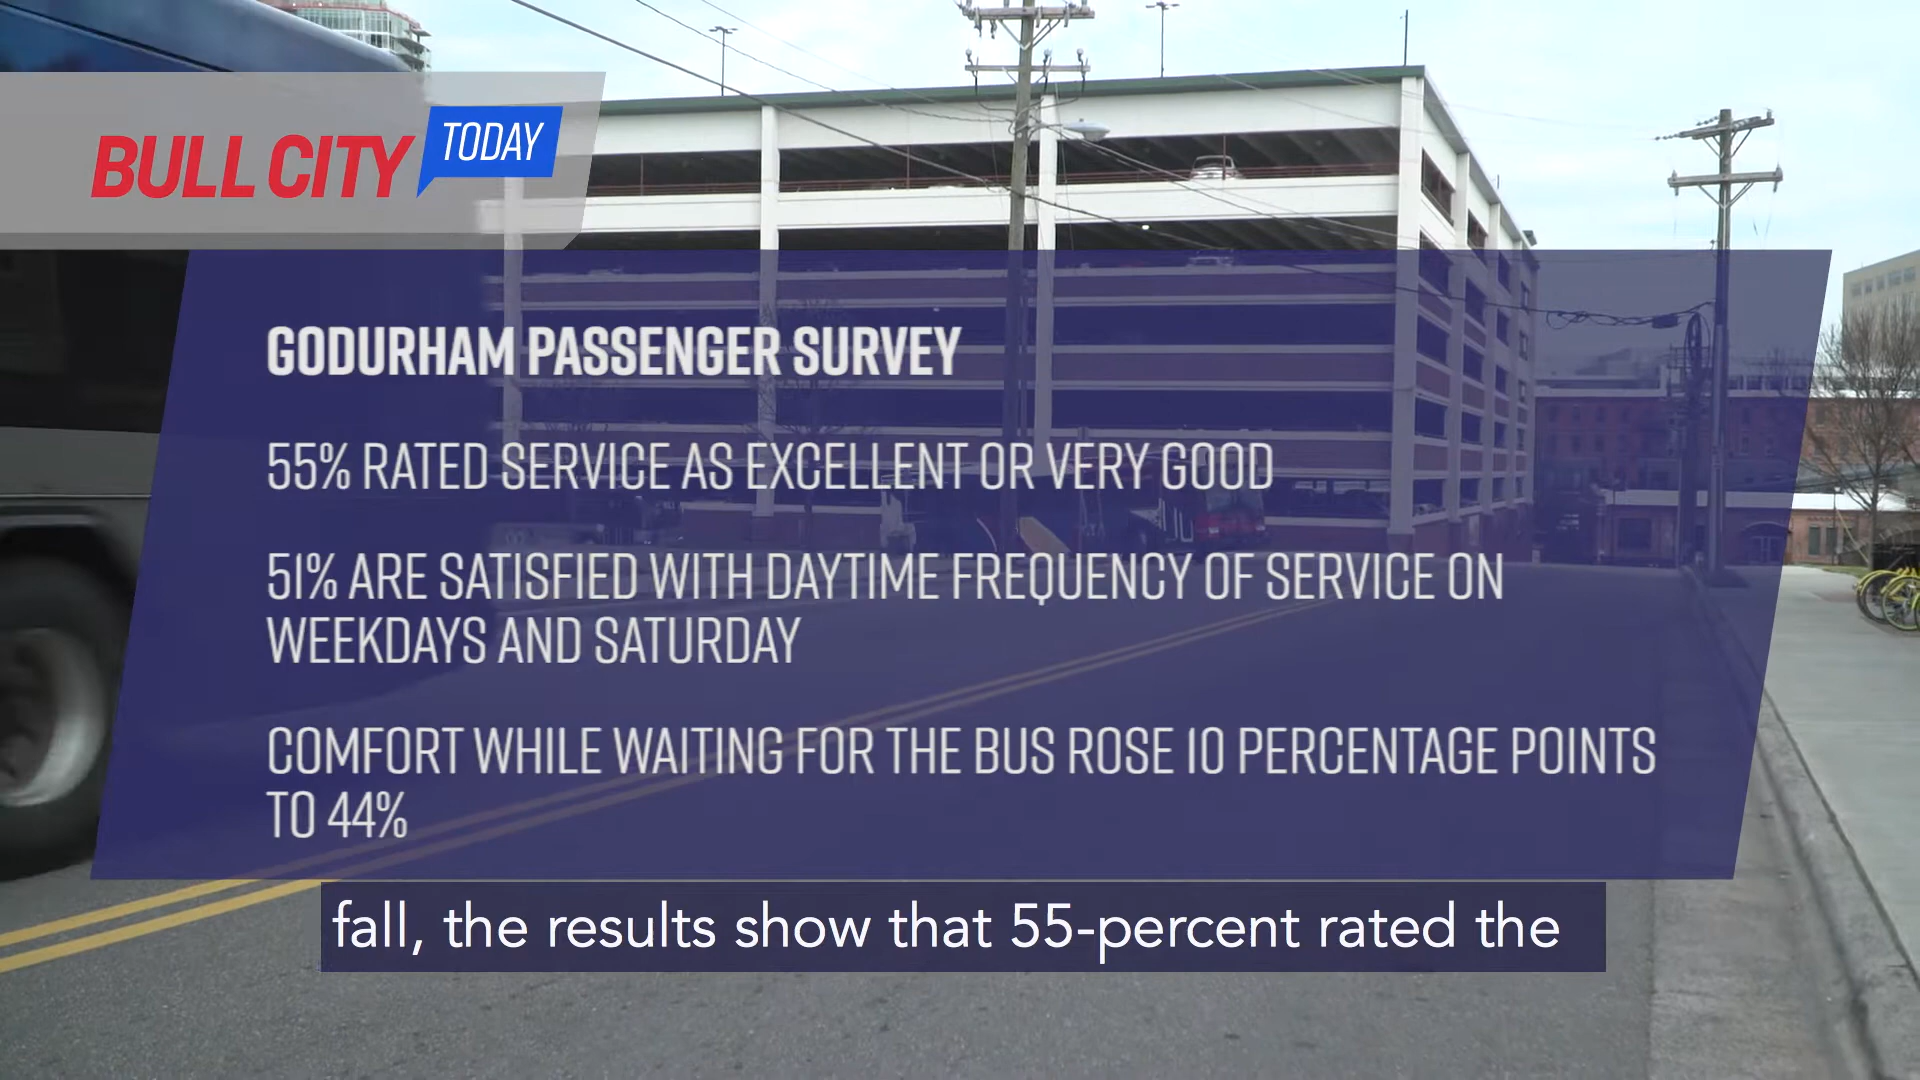 BULL CITY TODAY
GODURHAM PASSENGER SURVEY
55% RATED SERVICE AS EXCELLENT OR VERY GOOD
51% ARE SATISFIED WITH DAYTIME FREQUENCY OF SERVICE ON
WEEKDAYS AND SATURDAY
COMFORT WHILE WAITING FOR THE BUS ROSE 10 PERCENTAGE POINTS
TO 44%
fall, the results show that 55-percent rated the